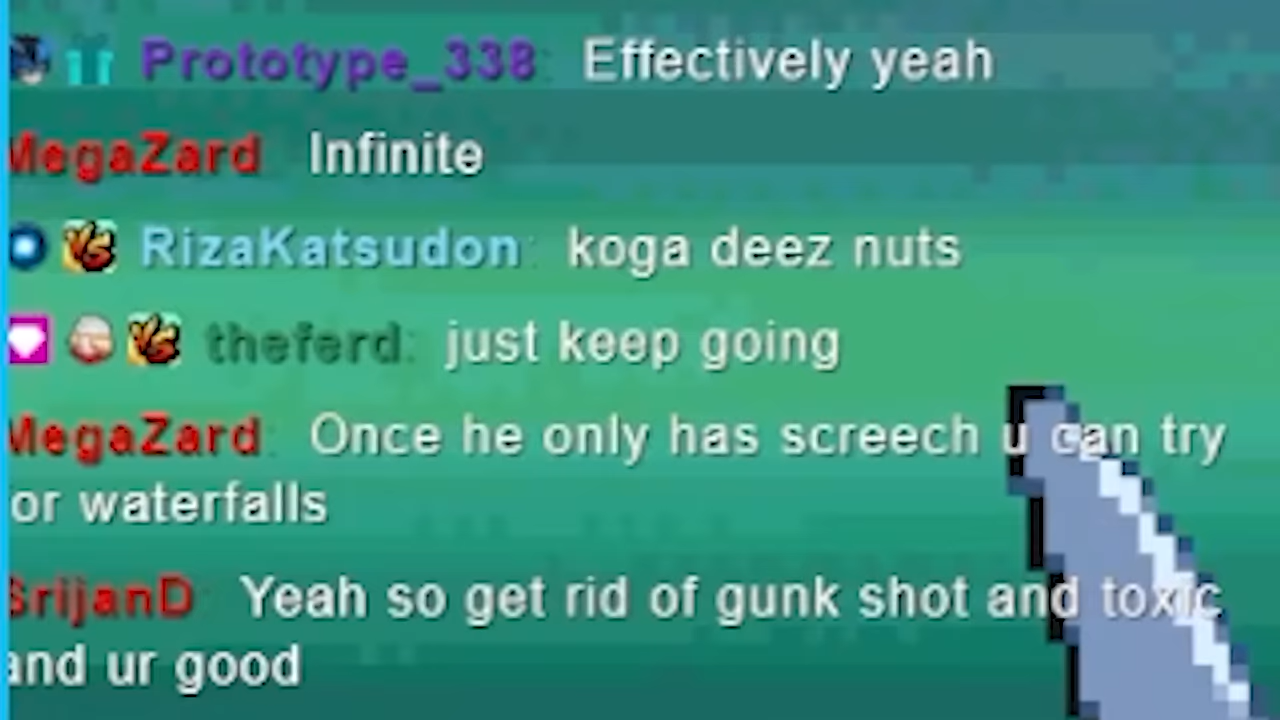 Prototype_338: Effectively yeah
MegaZard: Infinite
RizaKatsudon: koga deez nuts
theferd: just keep going
MegaZard: Once he only has screech u can try
or waterfalls
SrijanD: Yeah so get rid of gunk shot and toxic
and ur good